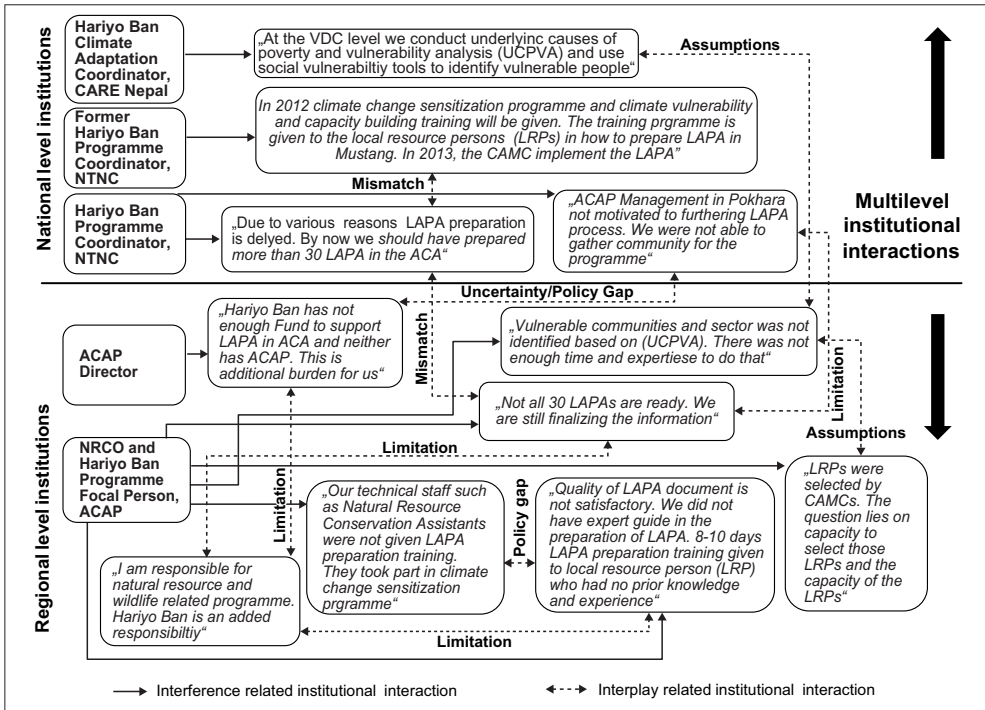 National level institutions
Hariyo Ban
Climate
Adaptation
Coordinator,
CARE Nepal
„At the VDC level we conduct underlyinc causes of
poverty and vulnerability analysis (UCPVA) and use
social vulnerabiltiy tools to identify vulnerable people“
Assumptions
Former
Hariyo Ban
Programme
Coordinator,
NTNC
In 2012 climate change sensitization programme and climate vulnerability
and capacity building training will be given. The training prgramme is
given to the local resource persons (LRPs) in how to prepare LAPA in
Mustang. In 2013, the CAMC implement the LAPA”
Mismatch
Hariyo Ban
Programme
Coordinator,
NTNC
„Due to various reasons LAPA preparation
is delyed. By now we should have prepared
more than 30 LAPA in the ACA“
„ACAP Management in Pokhara
not motivated to furthering LAPA
process. We were not able to
gather community for the
programme“
Multilevel
institutional
interactions
Uncertainty/Policy Gap
Regional level institutions
ACAP
Director
„Hariyo Ban has not
enough Fund to support
LAPA in ACA and neither
has ACAP. This is
additional burden for us“
Mismatch
„Vulnerable communities and sector was not
identified based on (UCPVA). There was not
enough time and expertiese to do that“
Limitation
„Not all 30 LAPAs are ready. We
are still finalizing the information“
Assumptions
NRCO and
Hariyo Ban
Programme
Focal Person,
ACAP
Limitation
Limitation
„Our technical staff such
as Natural Resource
Conservation Assistants
were not given LAPA
preparation training.
They took part in climate
change sensitization
prgramme“
Policy gap
„Quality of LAPA document is
not satisfactory. We did not
have expert guide in the
preparation of LAPA. 8-10 days
LAPA preparation training given
to local resource person (LRP)
who had no prior knowledge
and experience“
„LRPs were
selected by
CAMCs. The
question lies on
capacity to
select those
LRPs and the
capacity of the
LRPs“
„I am responsible for
natural resource and
wildlife related programme.
Hariyo Ban is an added
responsibiltiy“
Limitation
Interference related institutional interaction
Interplay related institutional interaction